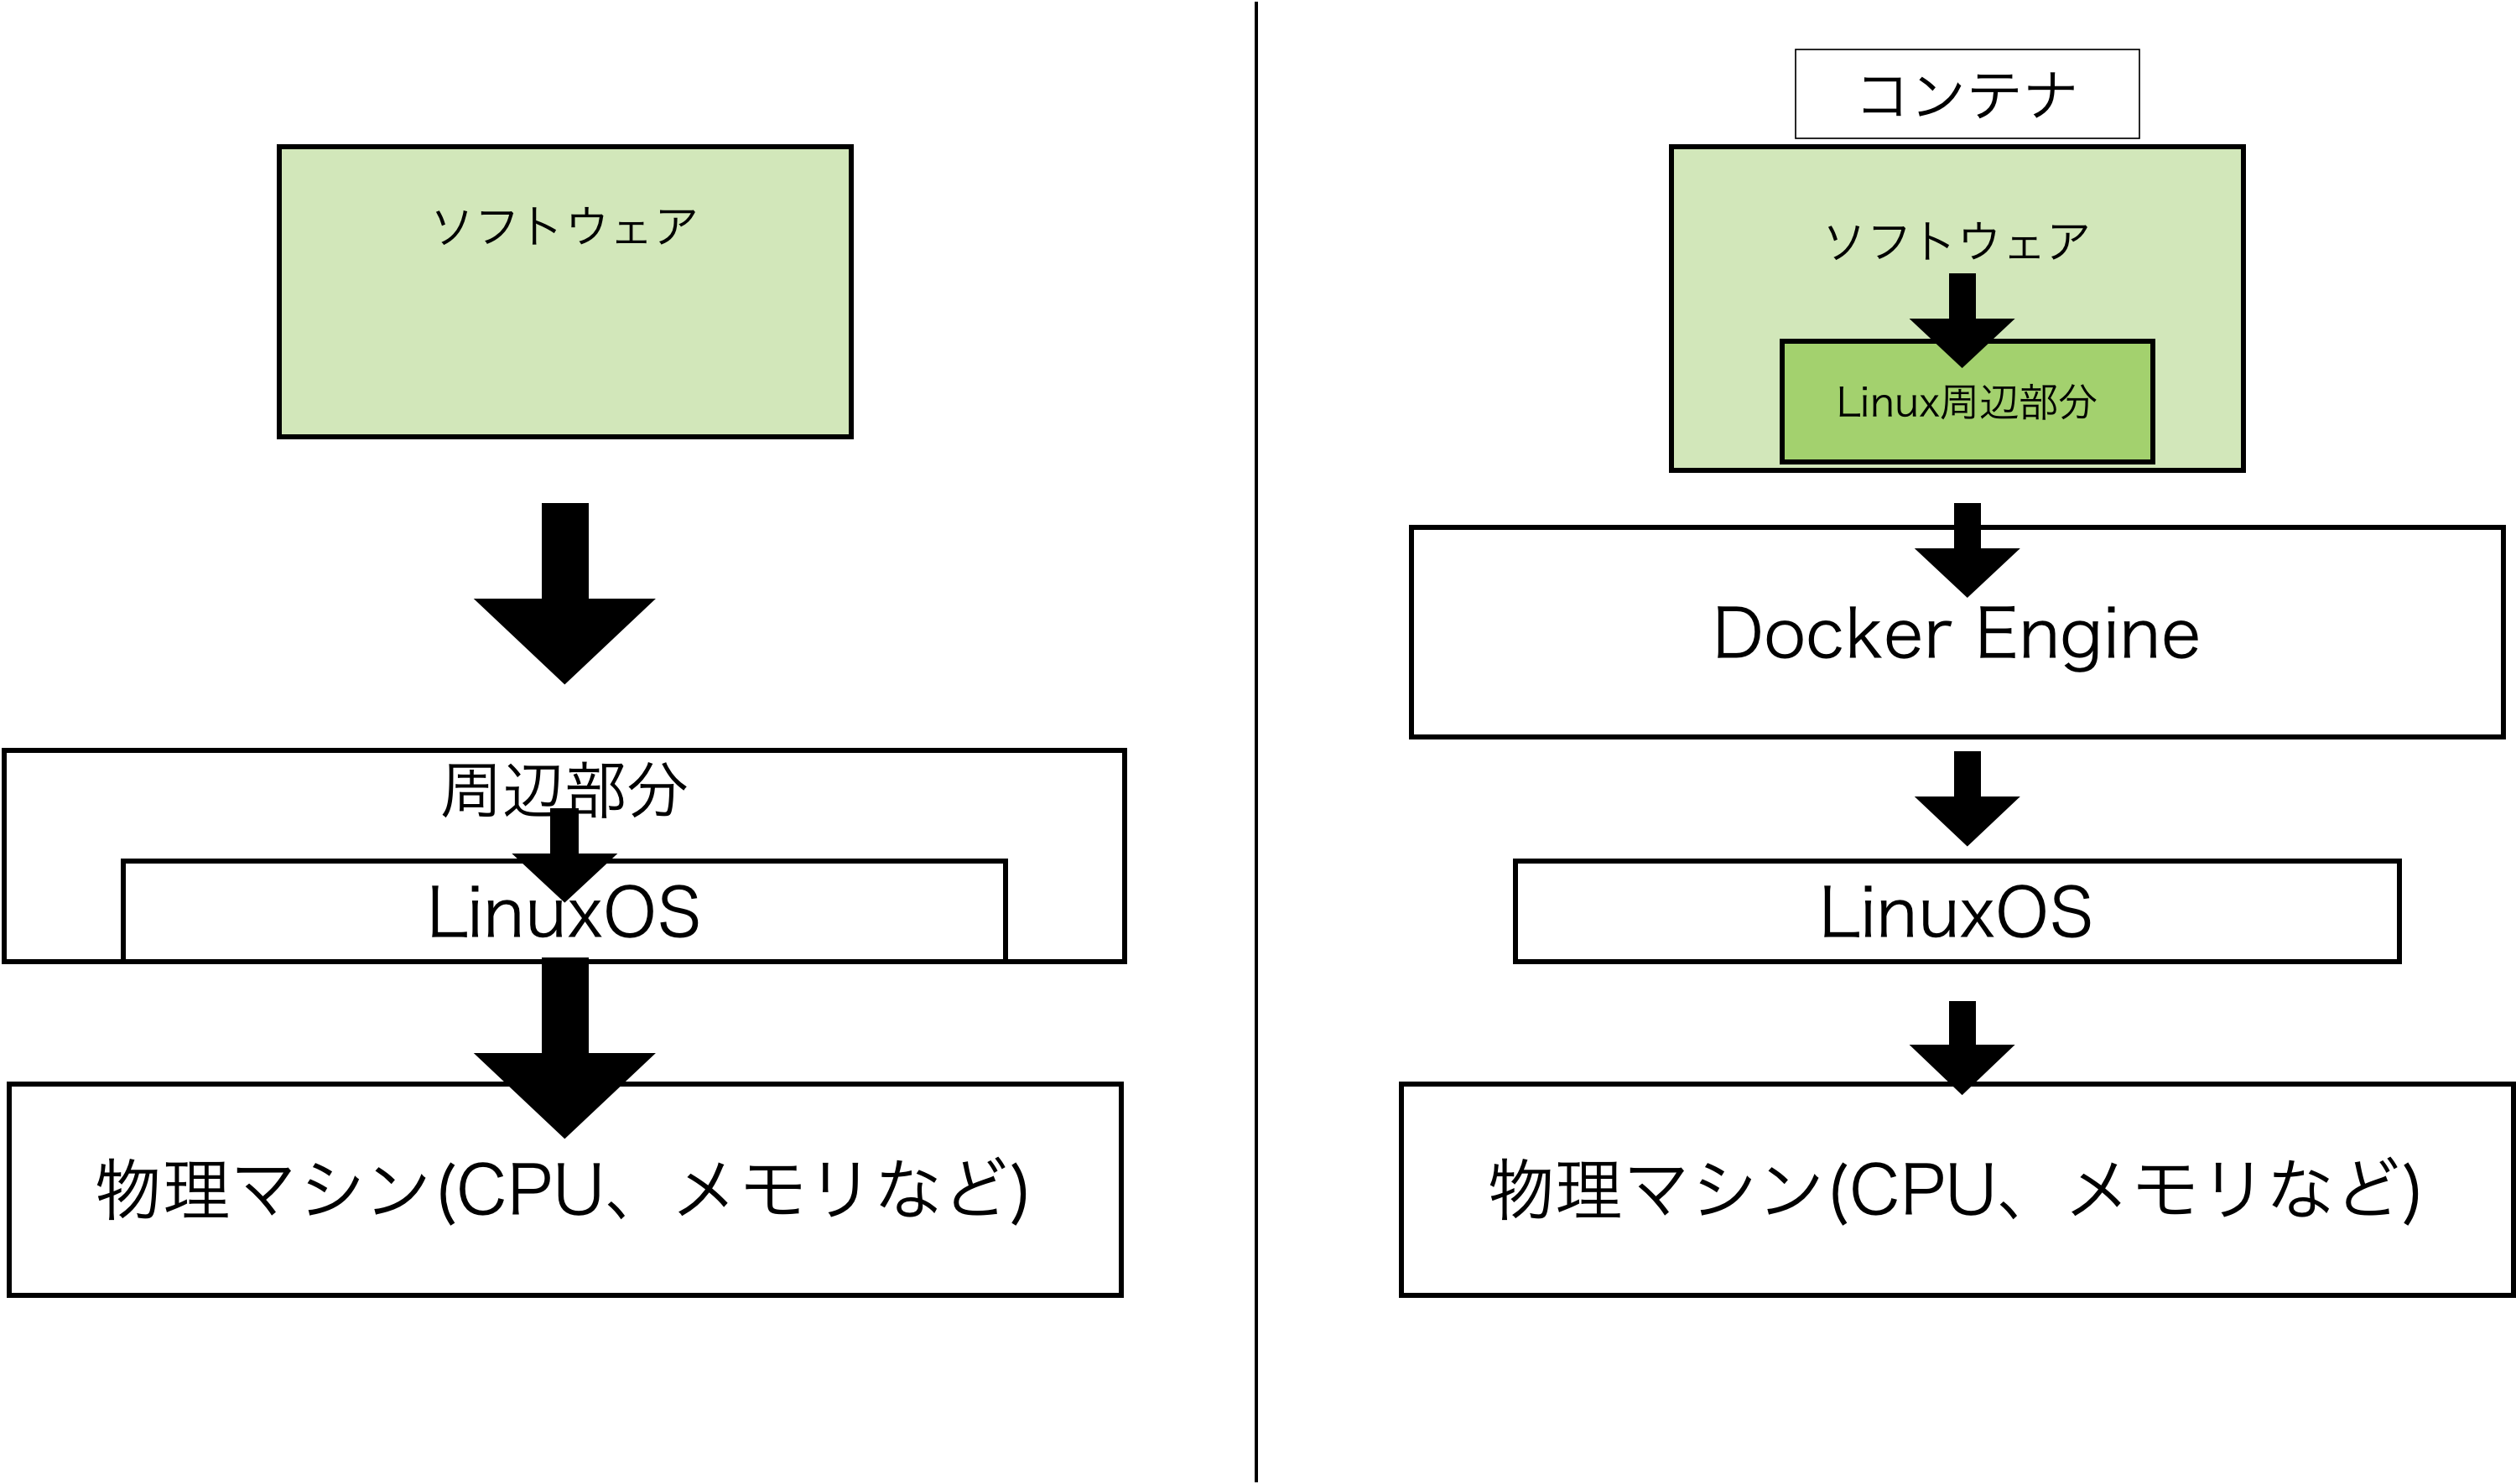 ソフトウェア
周辺部分
LinuxOS
物理マシン(CPU、メモリなど)
コンテナ
ソフトウェア
Linux周辺部分
Docker Engine
LinuxOS
物理マシン(CPU、メモリなど)